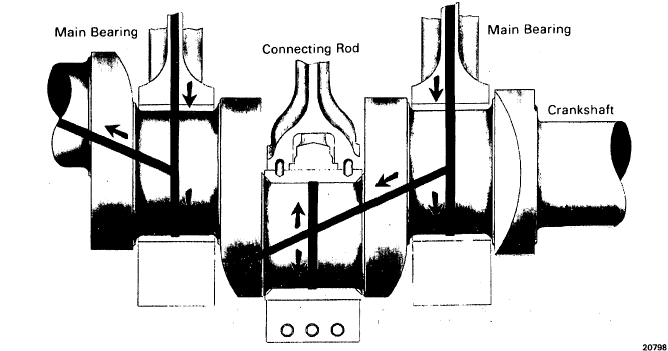 Main Bearing
Connecting Rod
Main Bearing
Crankshaft
20798